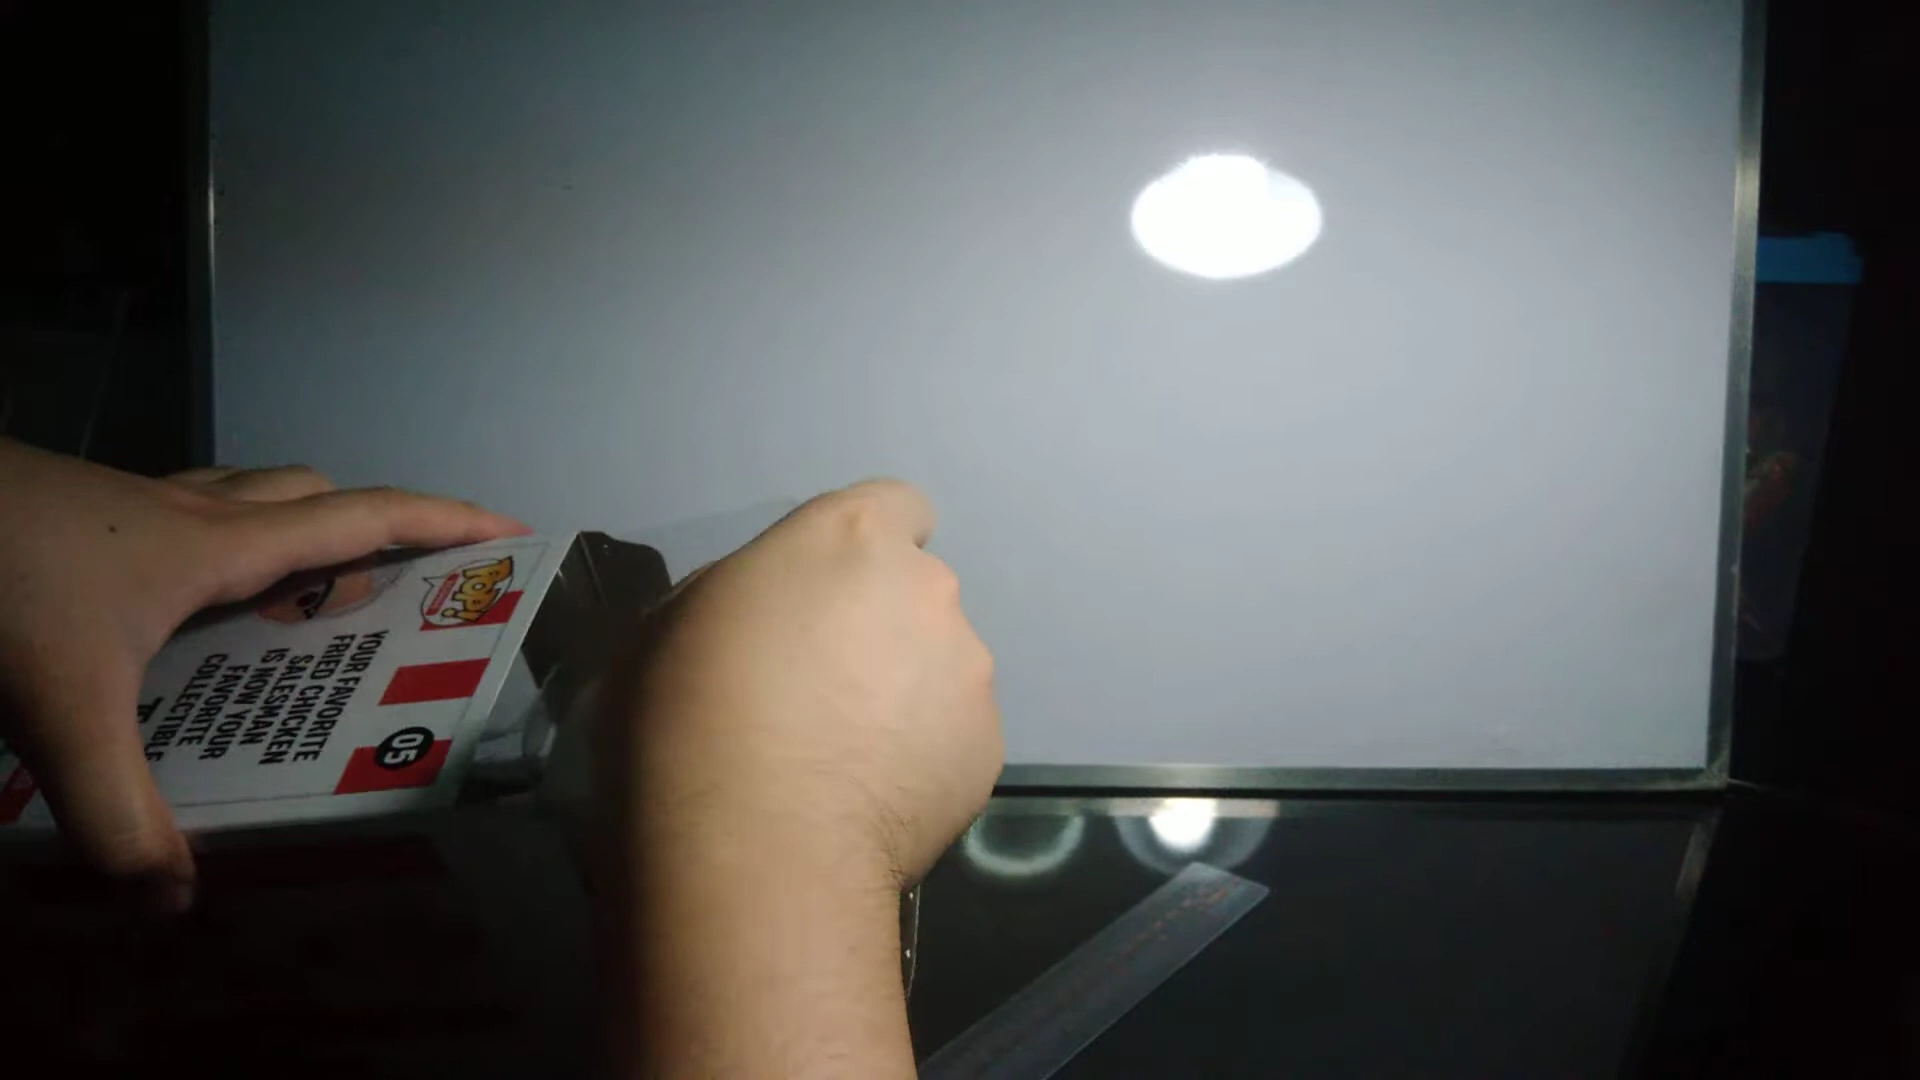 POP!
05
YOUR FAVORITE
FRIED CHICKEN
SALESMAN
IS NOW YOUR
FAVORITE
COLLECTIBLE